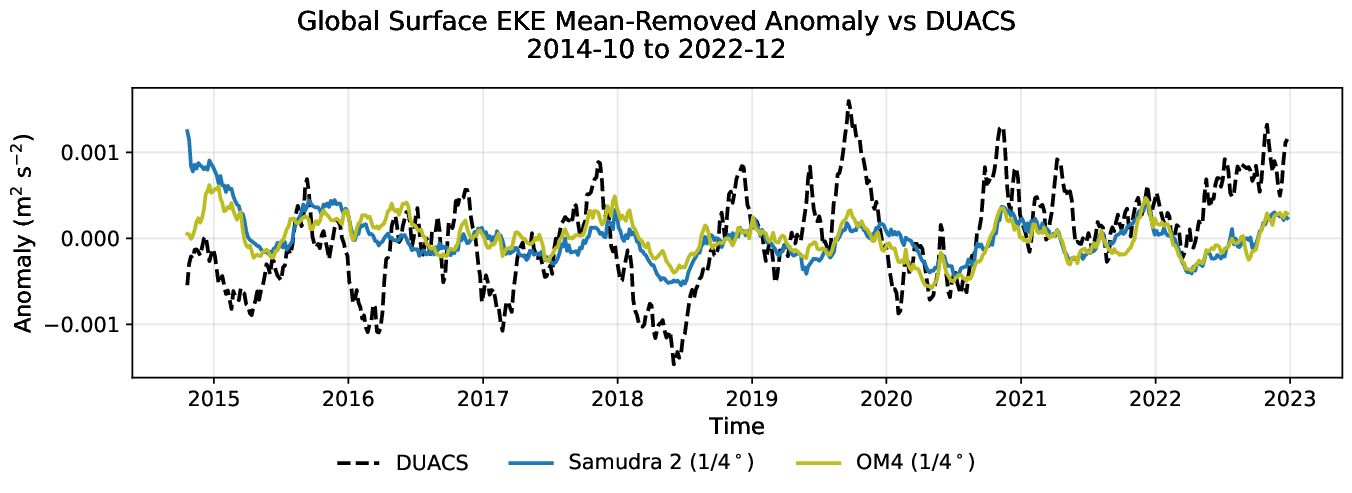 Global Surface EKE Mean-Removed Anomaly vs DUACS
2014-10 to 2022-12
Anomaly (m² s⁻²)
0.001
0.000
−0.001
2015 2016 2017 2018 2019 2020 2021 2022 2023
Time
DUACS Samudra 2 (1/4°) OM4 (1/4°)